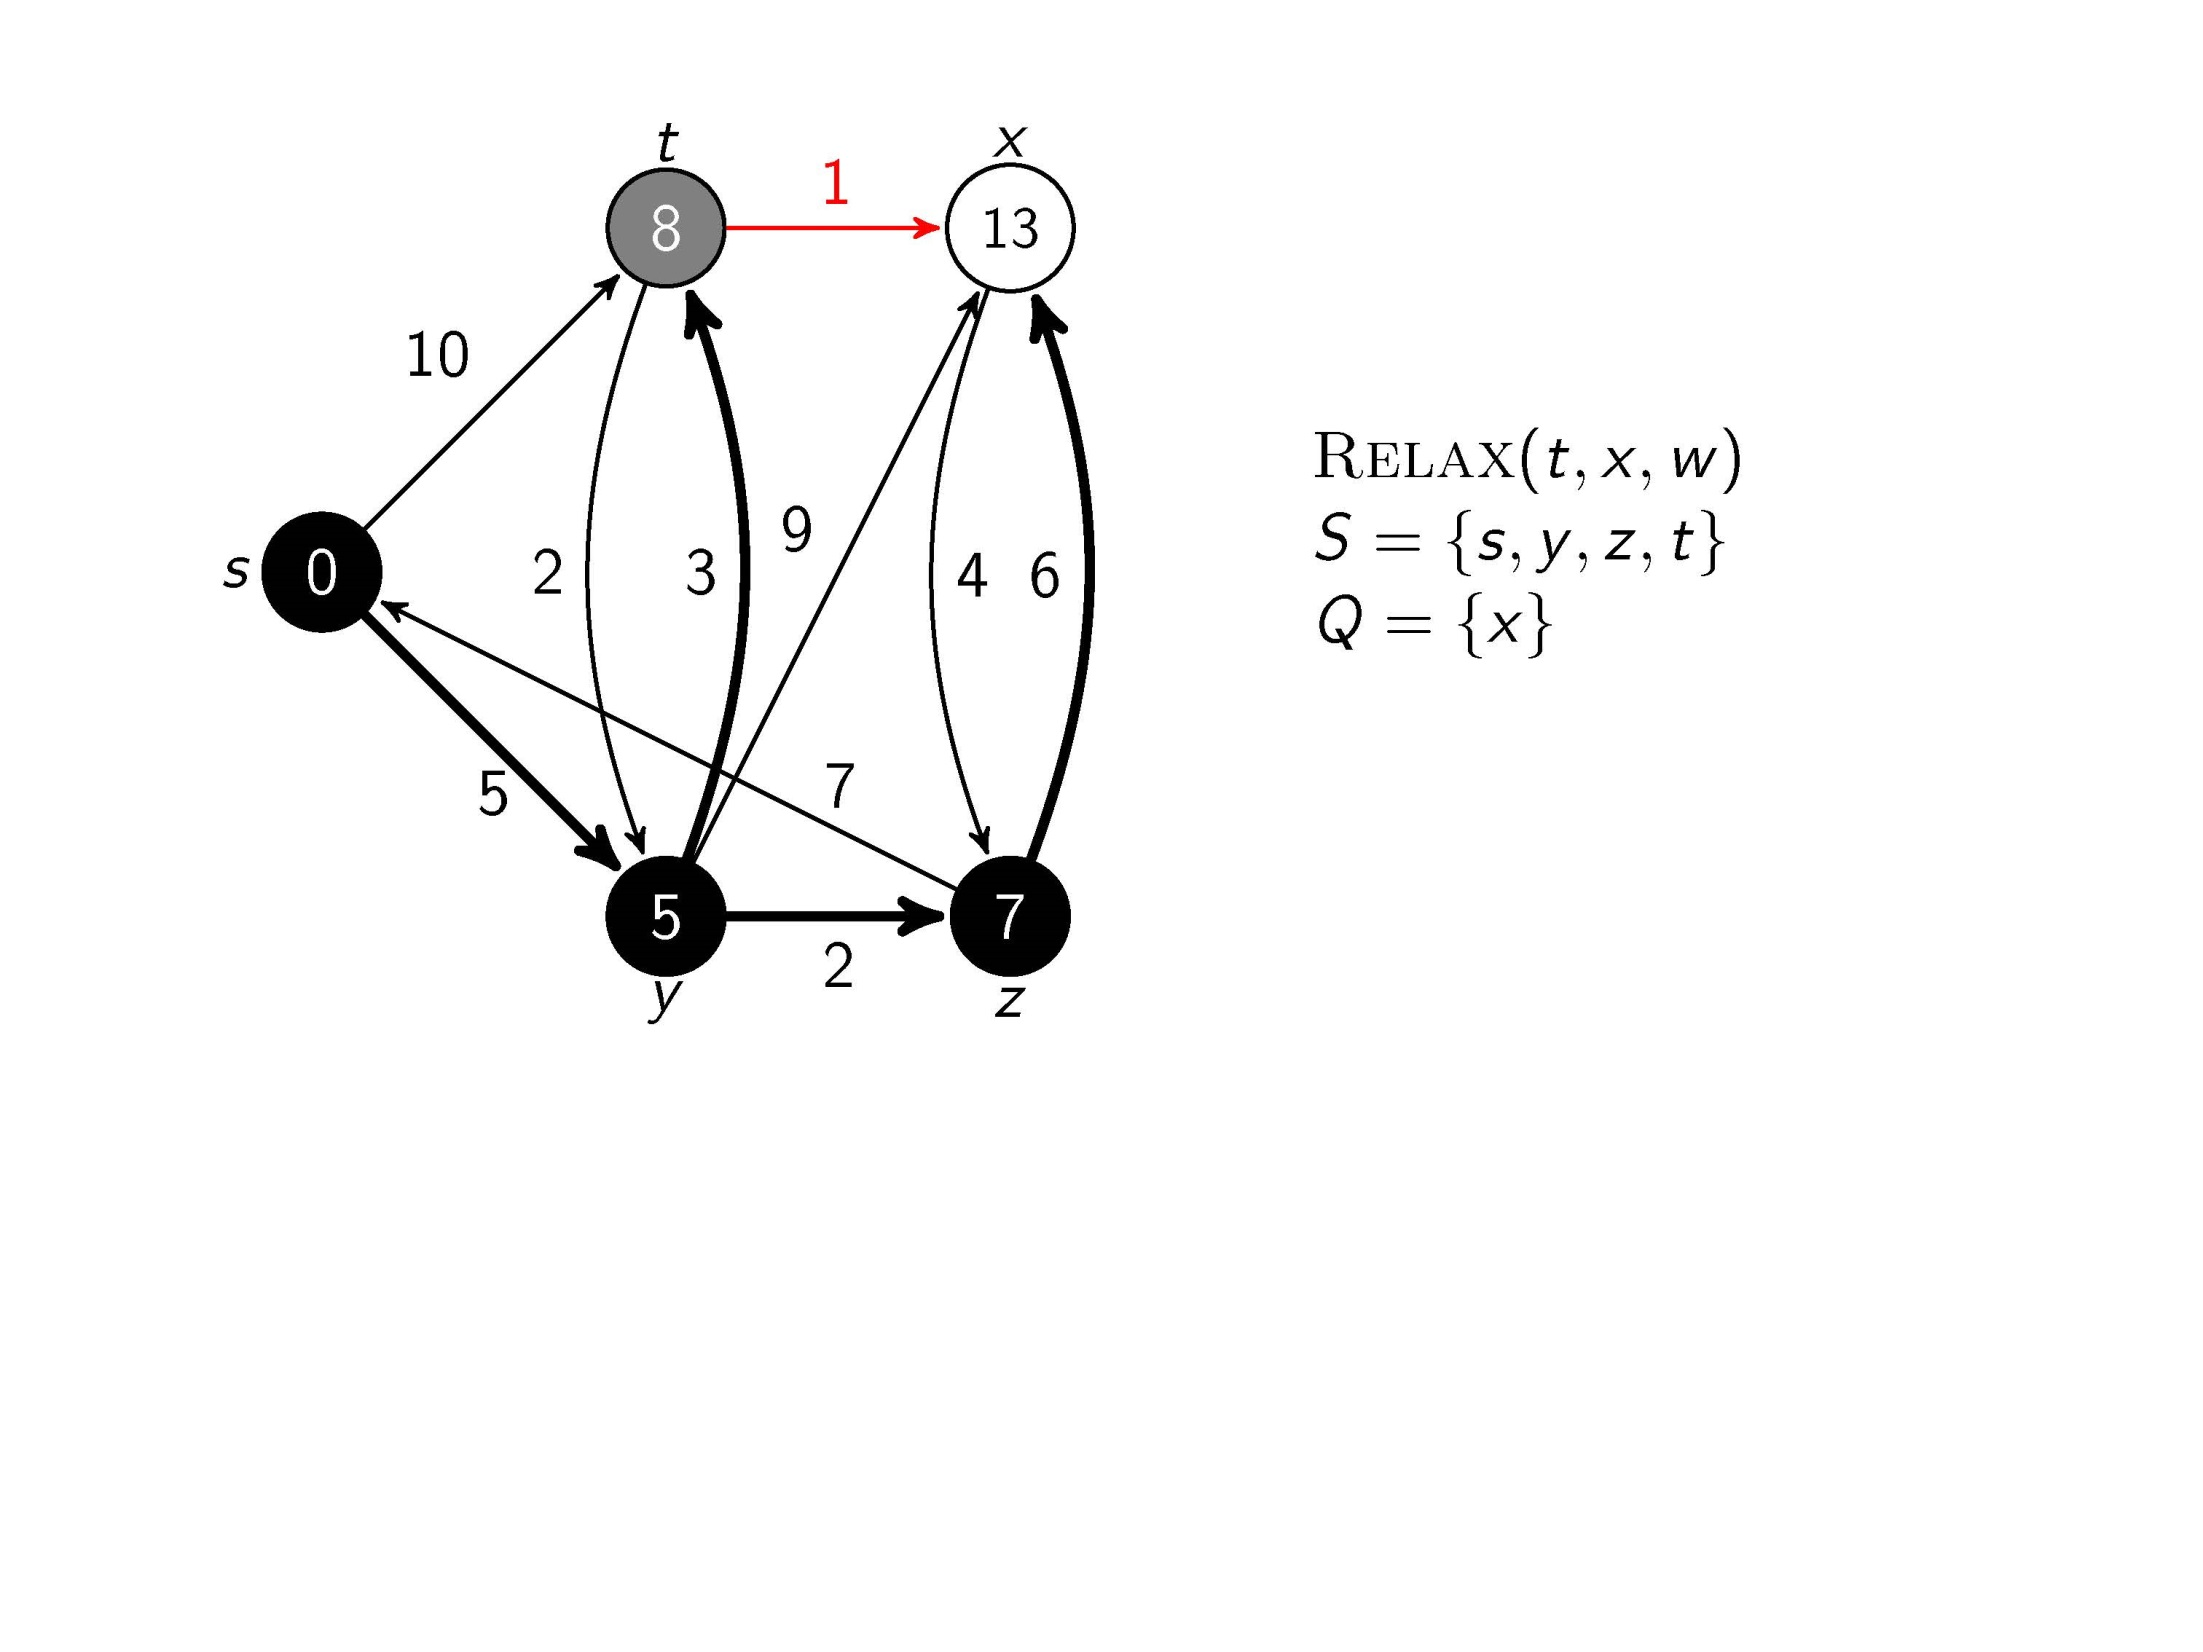 t
x
1
8
13
10
RELAX(t, x, w)
S = {s, y, z, t}
Q = {x}
9
s
0
2
3
4
6
5
7
5
7
2
y
z